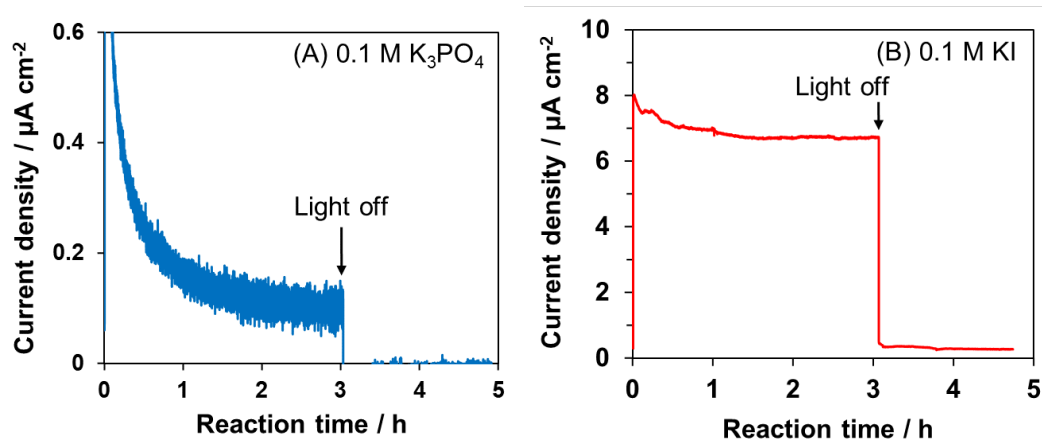 (A) 0.1 M K₃PO₄
Light off
Current density / µA cm⁻²
0.6
0.4
0.2
0
0 1 2 3 4 5
Reaction time / h
(B) 0.1 M KI
Light off
Current density / µA cm⁻²
10
8
6
4
2
0
0 1 2 3 4 5
Reaction time / h